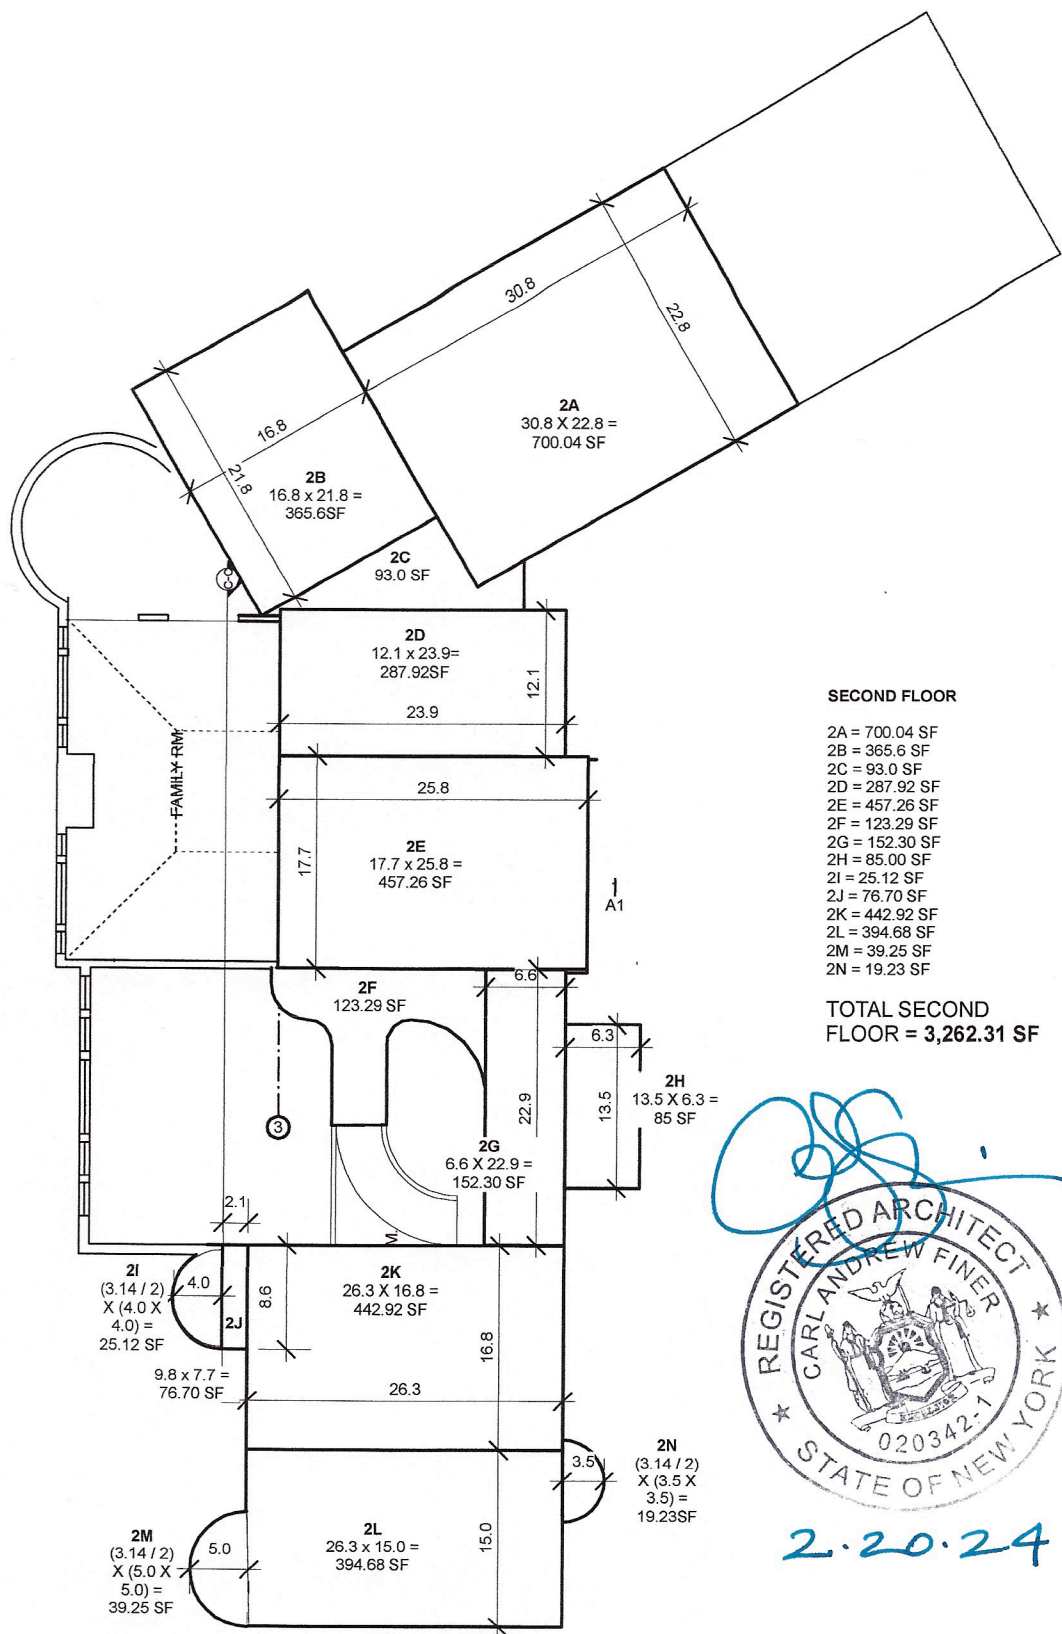 30.8
22.8
2A
30.8 X 22.8 =
700.04 SF
16.8
21.8
2B
16.8 x 21.8 =
365.6SF
2C
93.0 SF
C-C
2D
12.1 x 23.9=
287.92SF
12.1
23.9
FAMILY RM.
25.8
17.7
2E
17.7 x 25.8 =
457.26 SF
1
A1
SECOND FLOOR
2A = 700.04 SF
2B = 365.6 SF
2C = 93.0 SF
2D = 287.92 SF
2E = 457.26 SF
2F = 123.29 SF
2G = 152.30 SF
2H = 85.00 SF
2I = 25.12 SF
2J = 76.70 SF
2K = 442.92 SF
2L = 394.68 SF
2M = 39.25 SF
2N = 19.23 SF
TOTAL SECOND
FLOOR = 3,262.31 SF
2F
123.29 SF
6.6
6.3
13.5
2H
13.5 X 6.3 =
85 SF
22.9
3
2G
6.6 X 22.9 =
152.30 SF
M.
2.1
2I
(3.14 / 2)
X (4.0 X
4.0) =
25.12 SF
4.0
2J
8.6
9.8 x 7.7 =
76.70 SF
2K
26.3 X 16.8 =
442.92 SF
16.8
26.3
2N
(3.14 / 2)
X (3.5 X
3.5) =
19.23SF
3.5
2M
(3.14 / 2)
X (5.0 X
5.0) =
39.25 SF
5.0
2L
26.3 x 15.0 =
394.68 SF
15.0
REGISTERED ARCHITECT
CARL ANDREW FINER
EXCELSIOR
020342-1
STATE OF NEW YORK
2.20.24